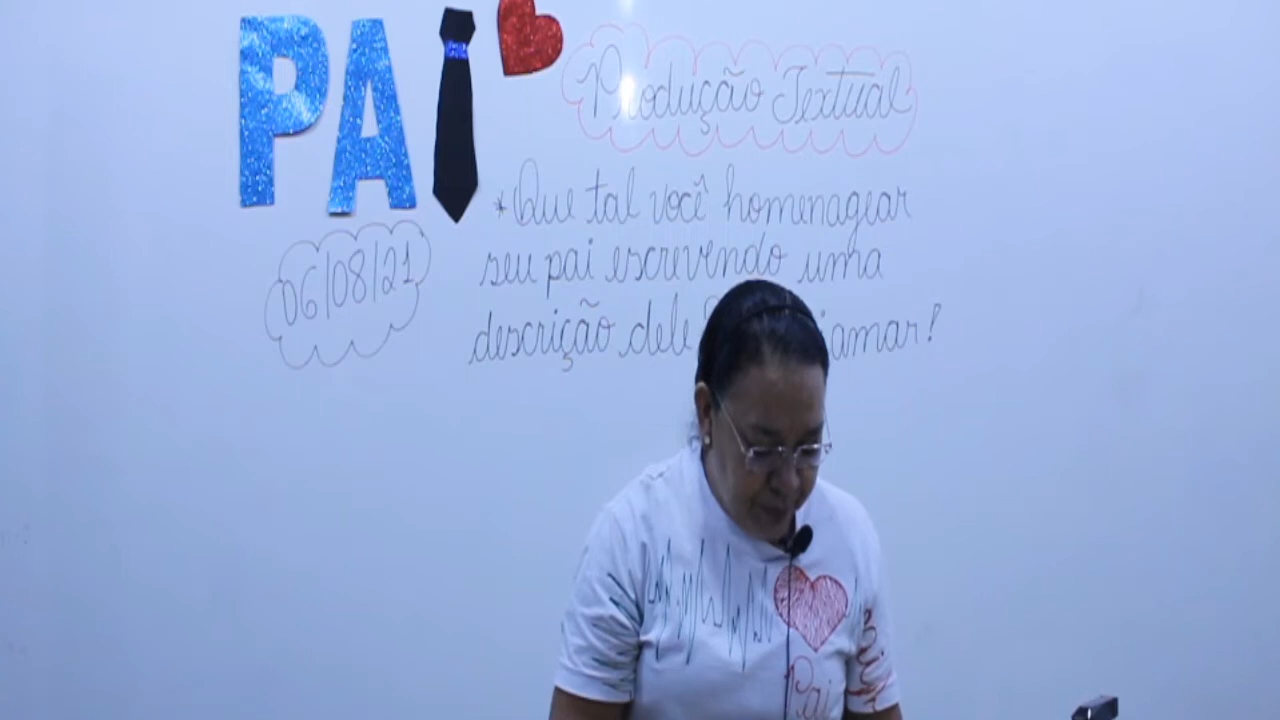 PAI
Produção Textual
*Que tal você homenagear
seu pai escrevendo uma
06/08/21
descrição dele amar!
Pai